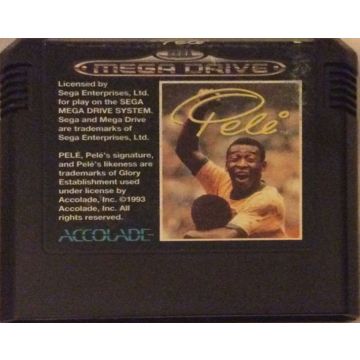 SEGA
MEGA DRIVE
Licensed by
Sega Enterprises, Ltd.
for play on the SEGA
MEGA DRIVE SYSTEM.
Sega and Mega Drive
are trademarks of
Sega Enterprises, Ltd.
PELÉ, Pelé's signature,
and Pelé's likeness are
trademarks of Glory
Establishment used
under license by
Accolade, Inc. ©1993
Accolade, Inc. All
rights reserved.
ACCOLADE
Pelé